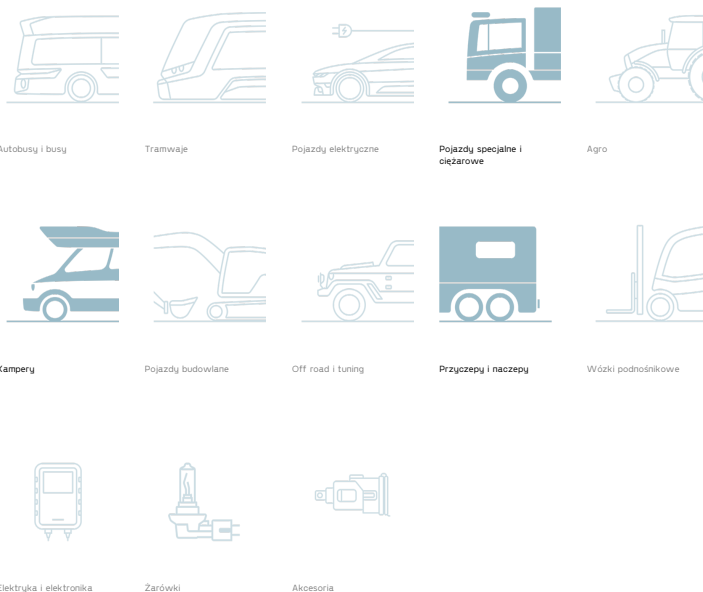 Autobusy i busy
Tramwaje
Pojazdy elektryczne
Pojazdy specjalne i
ciężarowe
Agro
Kampery
Pojazdy budowlane
Off road i tuning
Przyczepy i naczepy
Wózki podnośnikowe
Elektryka i elektronika
Żarówki
Akcesoria